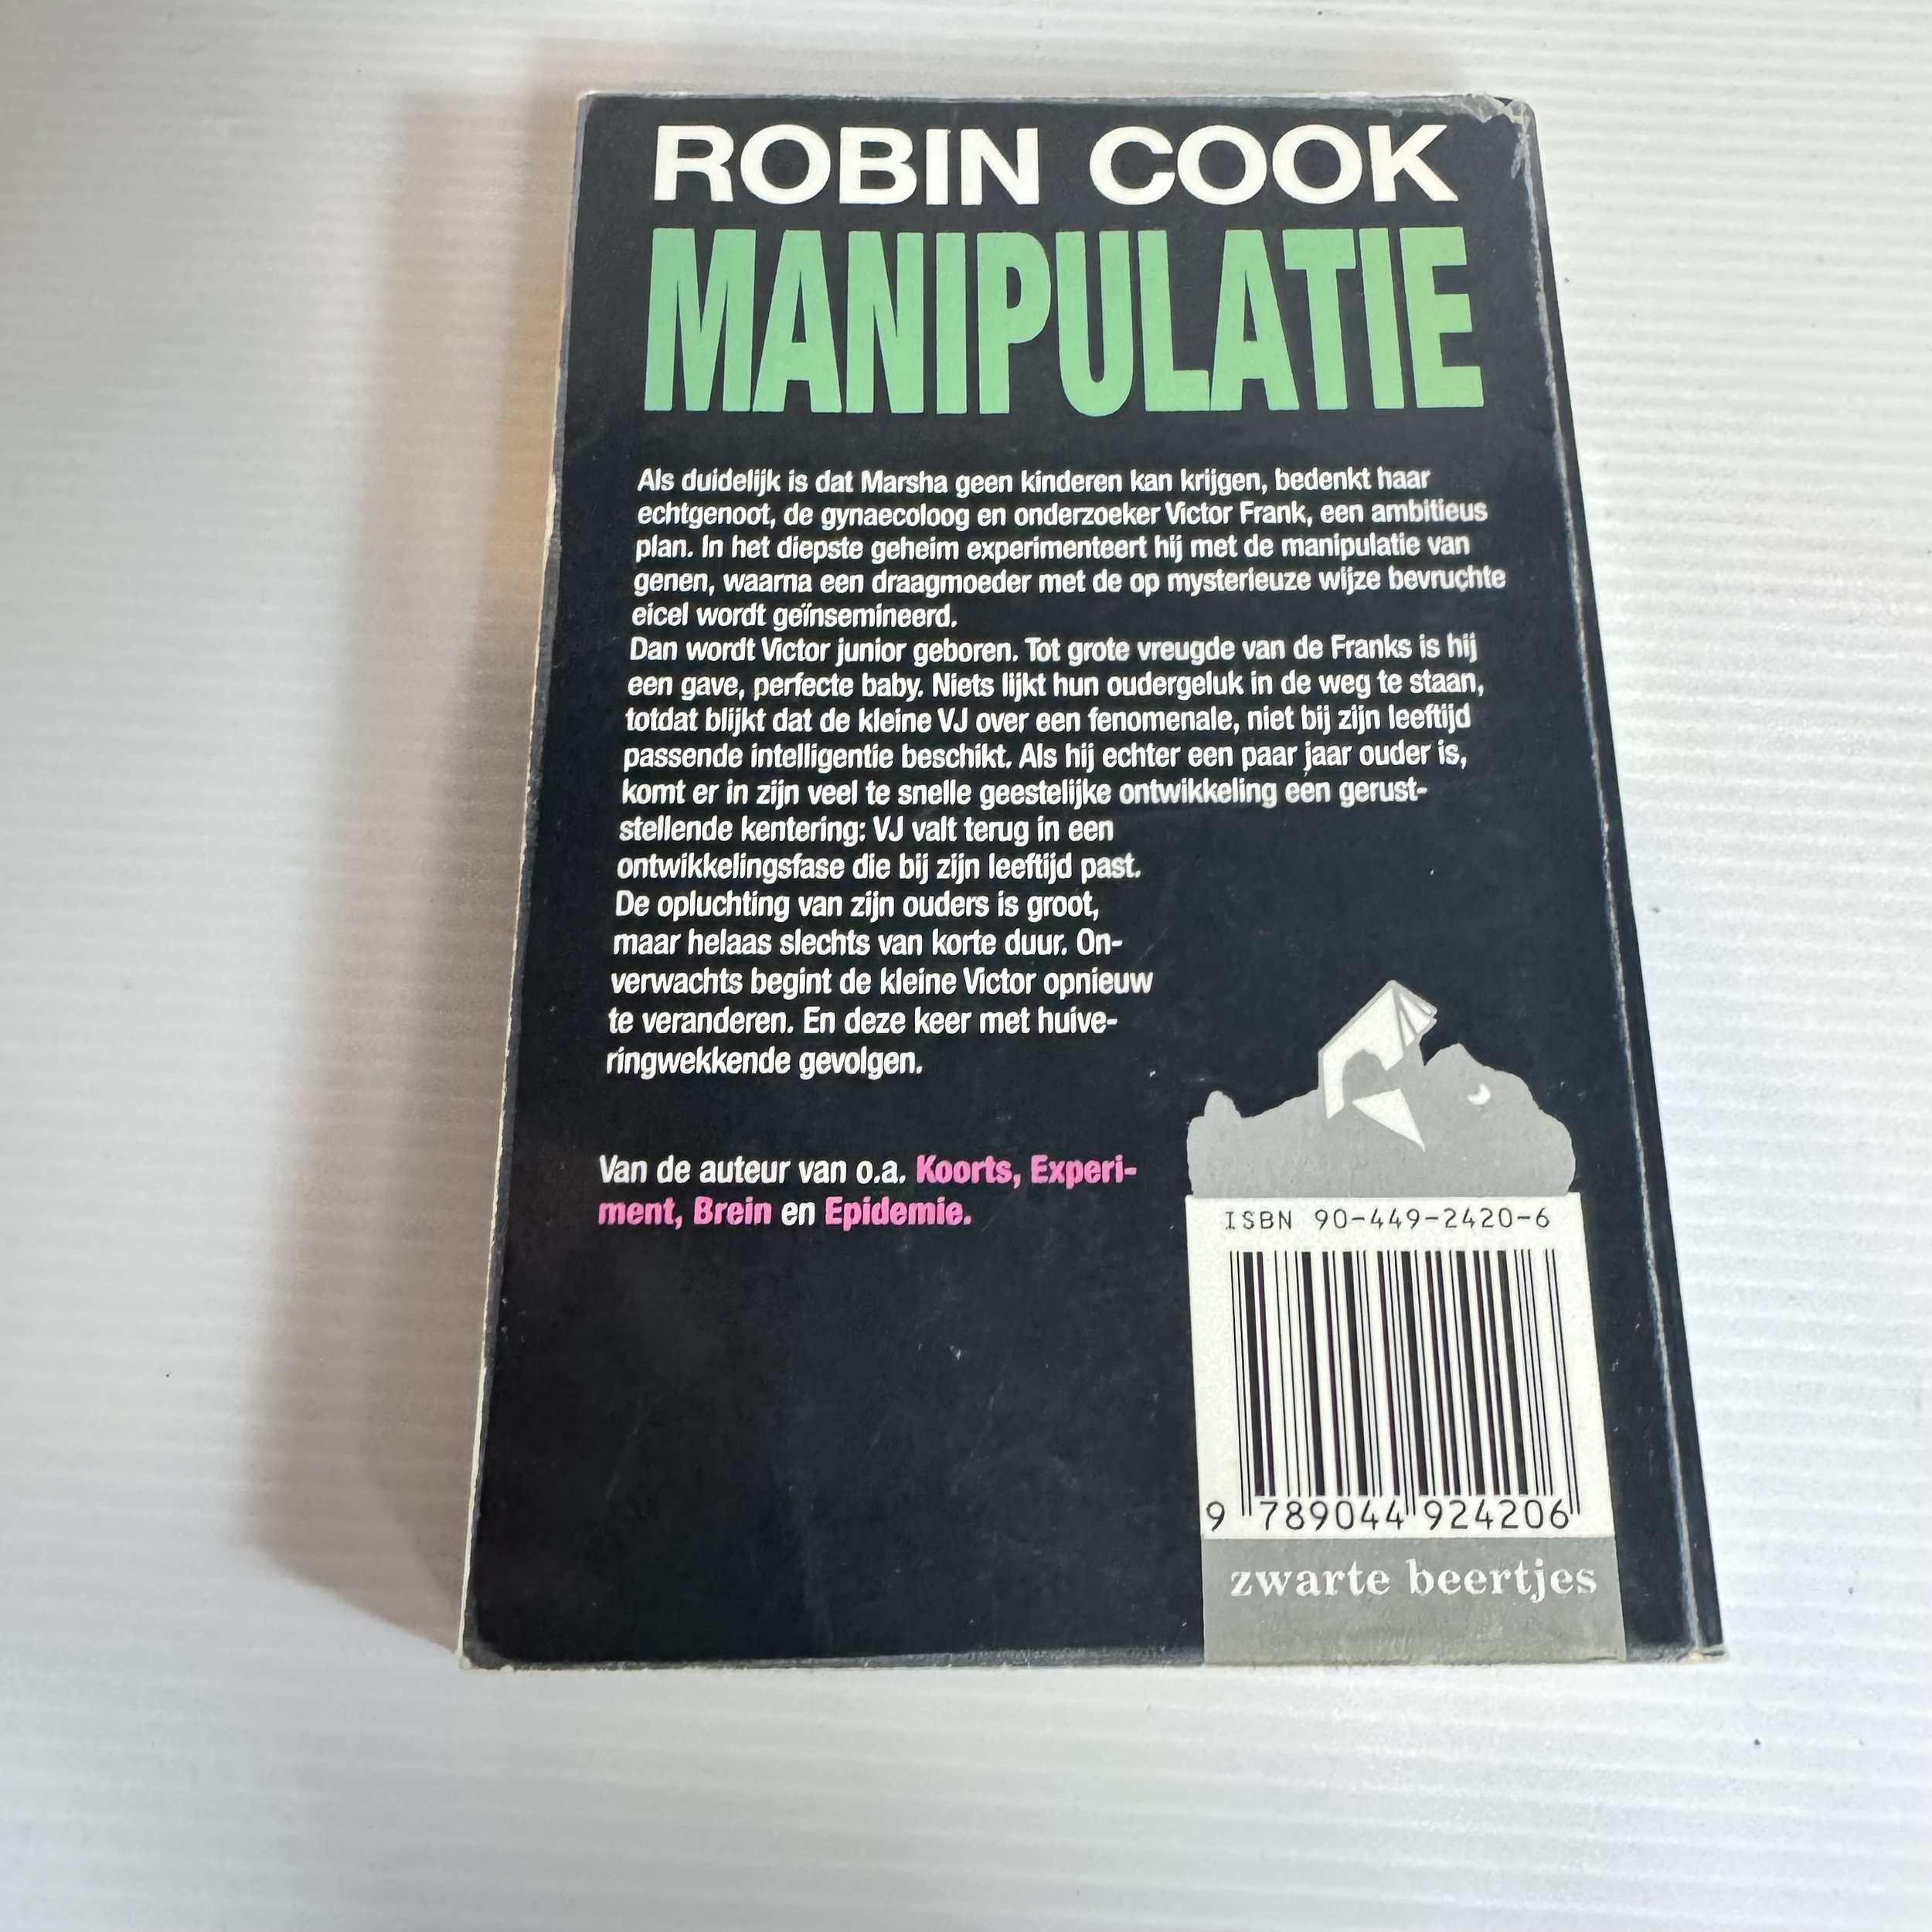 ROBIN COOK
MANIPULATIE
Als duidelijk is dat Marsha geen kinderen kan krijgen, bedenkt haar
echtgenoot, de gynaecoloog en onderzoeker Victor Frank, een ambitieus
plan. In het diepste geheim experimenteert hij met de manipulatie van
genen, waarna een draagmoeder met de op mysterieuze wijze bevruchte
eicel wordt geïnsemineerd.
Dan wordt Victor junior geboren. Tot grote vreugde van de Franks is hij
een gave, perfecte baby. Niets lijkt hun oudergeluk in de weg te staan,
totdat blijkt dat de kleine VJ over een fenomenale, niet bij zijn leeftijd
passende intelligentie beschikt. Als hij echter een paar jaar ouder is,
komt er in zijn veel te snelle geestelijke ontwikkeling een gerust-
stellende kentering: VJ valt terug in een
ontwikkelingsfase die bij zijn leeftijd past.
De opluchting van zijn ouders is groot,
maar helaas slechts van korte duur. On-
verwachts begint de kleine Victor opnieuw
te veranderen. En deze keer met huive-
ringwekkende gevolgen.
Van de auteur van o.a. Koorts, Experi-
ment, Brein en Epidemie.
ISBN 90-449-2420-6
9 789044 924206
zwarte beertjes